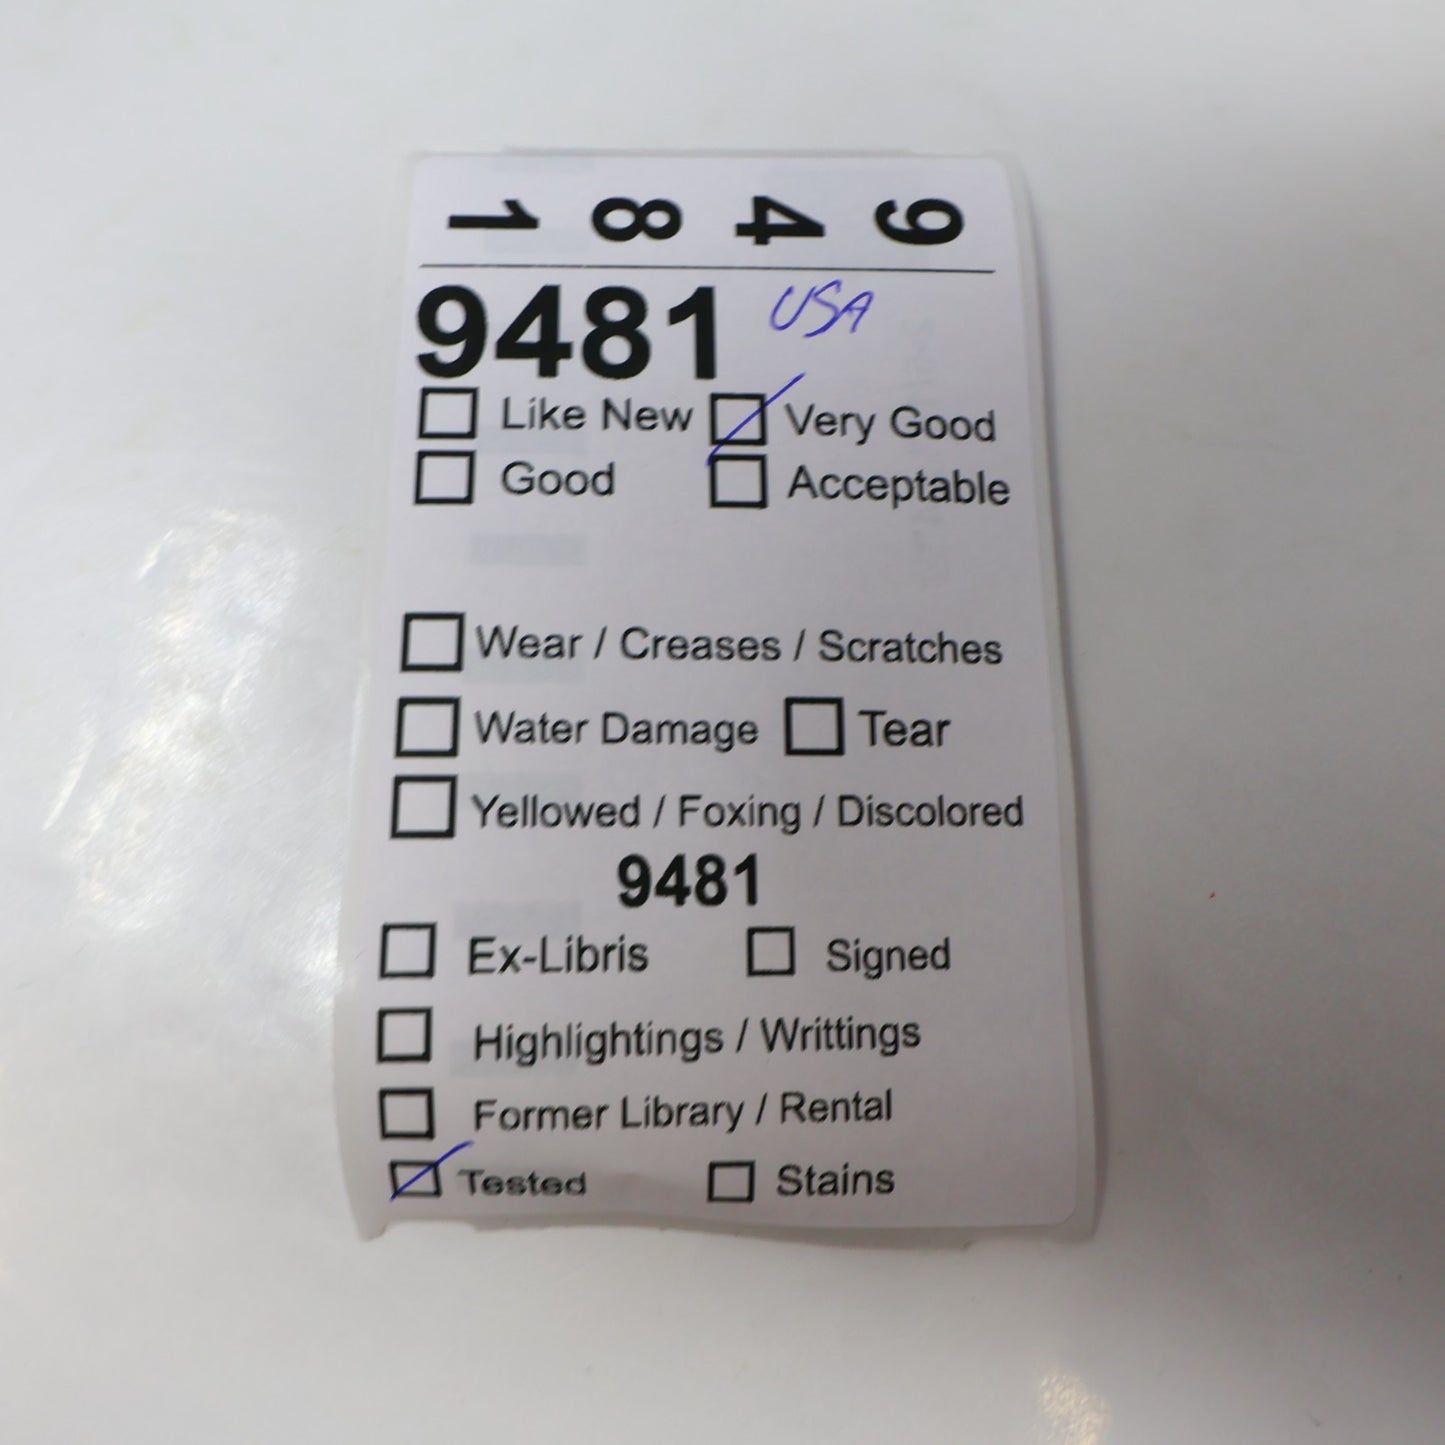 9 4 8 1
9481 USA
Like New Very Good
Good Acceptable
Wear / Creases / Scratches
Water Damage Tear
Yellowed / Foxing / Discolored
9481
Ex-Libris Signed
Highlightings / Writtings
Former Library / Rental
Tested Stains